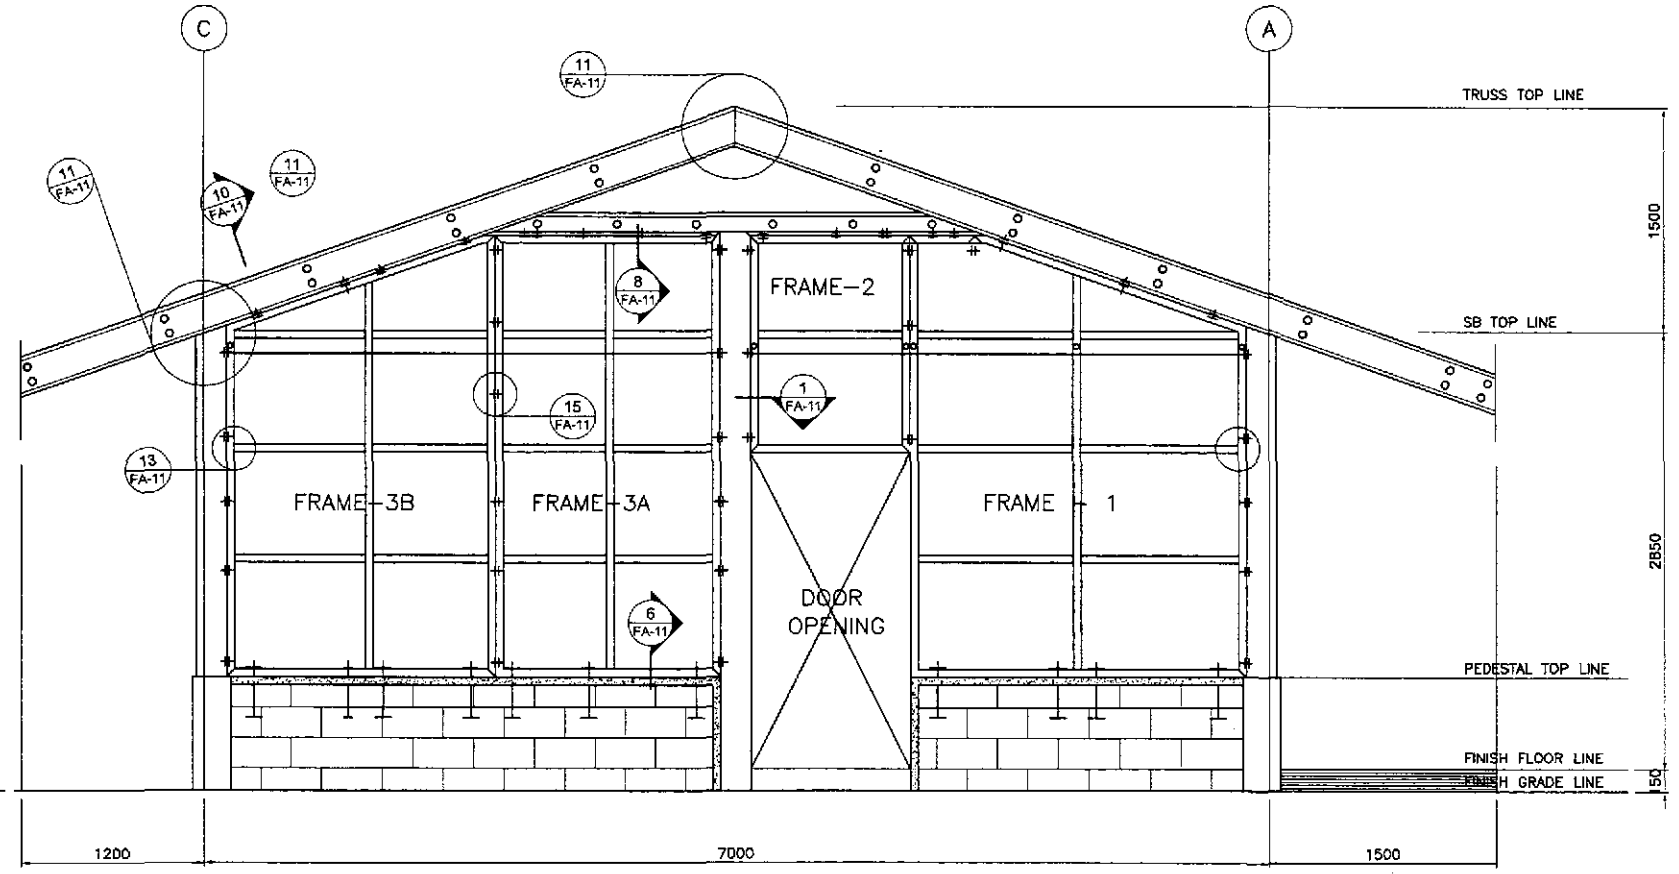 C
A
11
FA-11
TRUSS TOP LINE
11
FA-11
11
FA-11
10
FA-11
1500
8
FA-11
FRAME-2
SB TOP LINE
1
FA-11
15
FA-11
13
FA-11
FRAME-3B
FRAME-3A
FRAME - 1
2850
DOOR
OPENING
6
FA-11
PEDESTAL TOP LINE
FINISH FLOOR LINE
FINISH GRADE LINE
150
1200
7000
1500